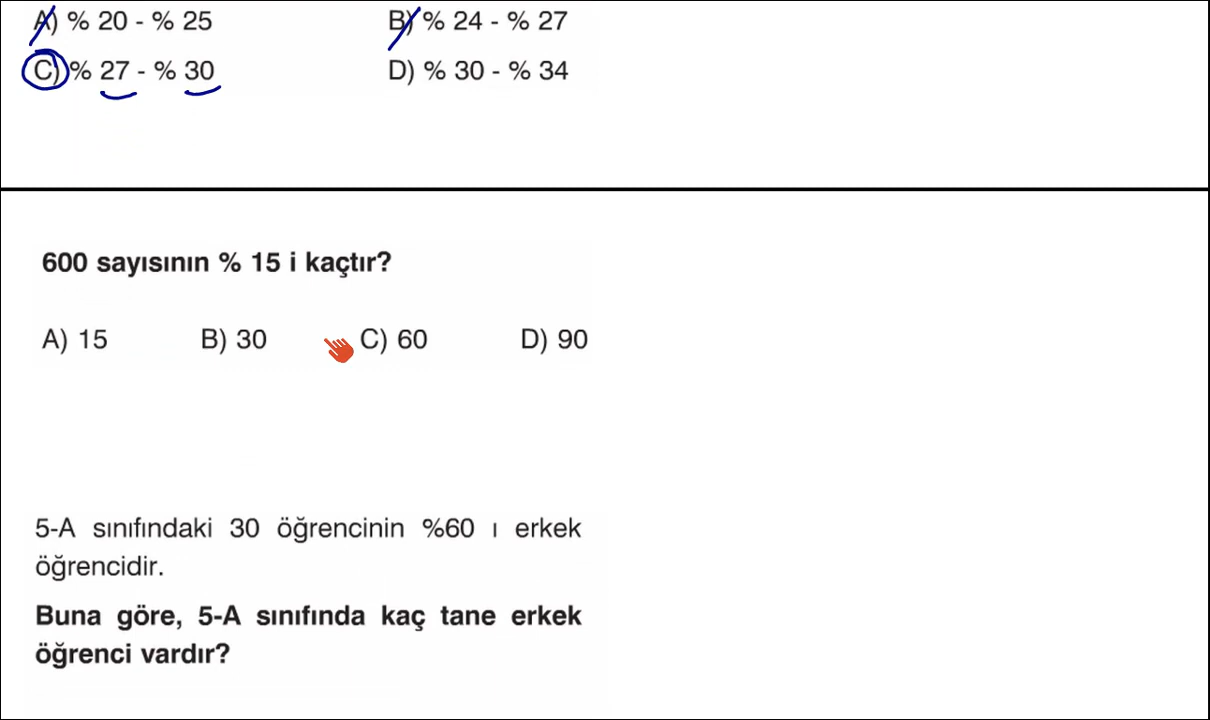 A) % 20 - % 25 B) % 24 - % 27
C) % 27 - % 30 D) % 30 - % 34
600 sayısının % 15 i kaçtır?
A) 15 B) 30 C) 60 D) 90
5-A sınıfındaki 30 öğrencinin %60 ı erkek
öğrencidir.
Buna göre, 5-A sınıfında kaç tane erkek
öğrenci vardır?